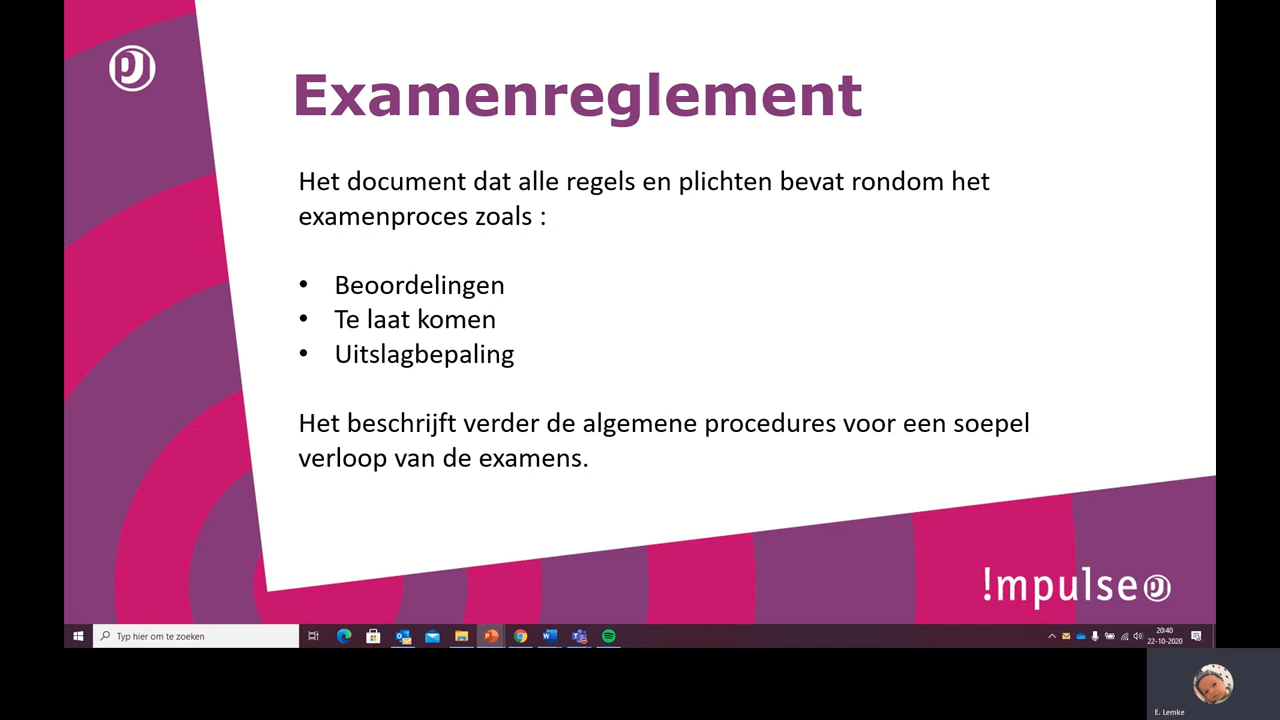 Examenreglement
Het document dat alle regels en plichten bevat rondom het
examenproces zoals :
• Beoordelingen
• Te laat komen
• Uitslagbepaling
Het beschrijft verder de algemene procedures voor een soepel
verloop van de examens.
!mpulse
Typ hier om te zoeken
20:40
22-10-2020
E. Lemke